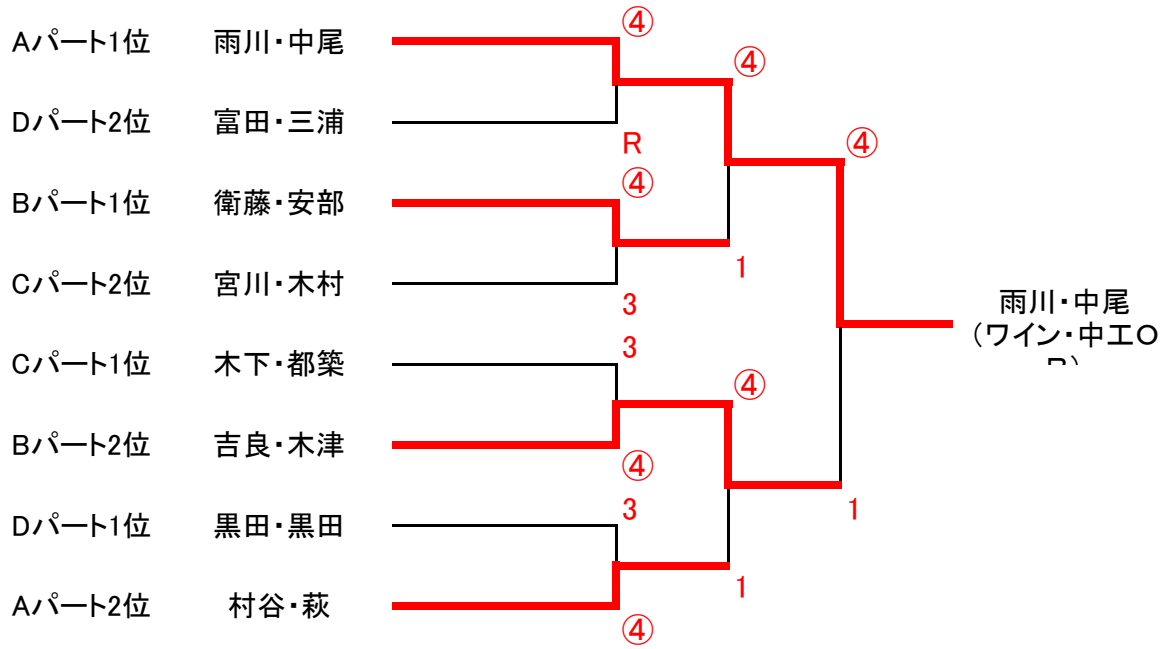 Aパート1位 雨川・中尾 ④
④
Dパート2位 富田・三浦 R
④
Bパート1位 衛藤・安部 ④
1
Cパート2位 宮川・木村 3
雨川・中尾
（ワイン・中工O
Cパート1位 木下・都築 3
④
Bパート2位 吉良・木津 ④
1
Dパート1位 黒田・黒田 3
1
Aパート2位 村谷・萩 ④